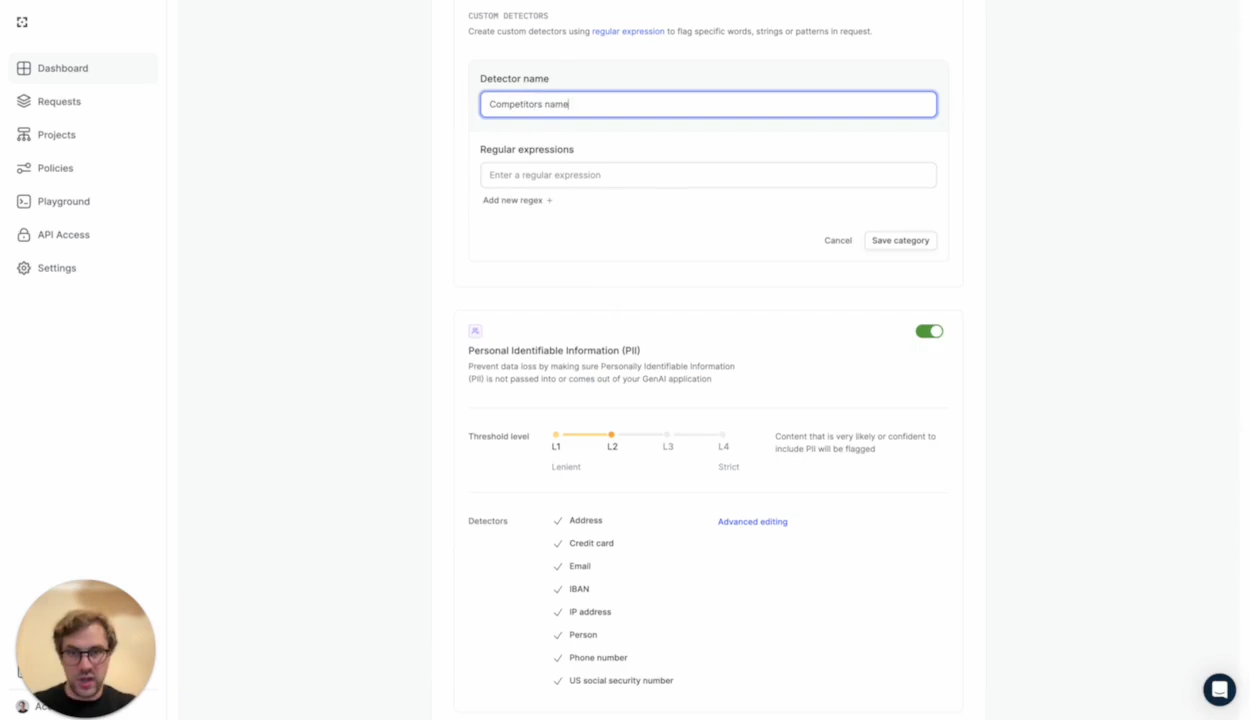 CUSTOM DETECTORS
Create custom detectors using regular expression to flag specific words, strings or patterns in request.
Dashboard
Requests
Projects
Policies
Playground
API Access
Settings
Detector name
Competitors name
Regular expressions
Enter a regular expression
Add new regex +
Cancel
Save category
Personal Identifiable Information (PII)
Prevent data loss by making sure Personally Identifiable Information
(PII) is not passed into or comes out of your GenAI application
Threshold level
L1
L2
L3
L4
Lenient
Strict
Content that is very likely or confident to
include PII will be flagged
Detectors
Address
Credit card
Email
IBAN
IP address
Person
Phone number
US social security number
Advanced editing